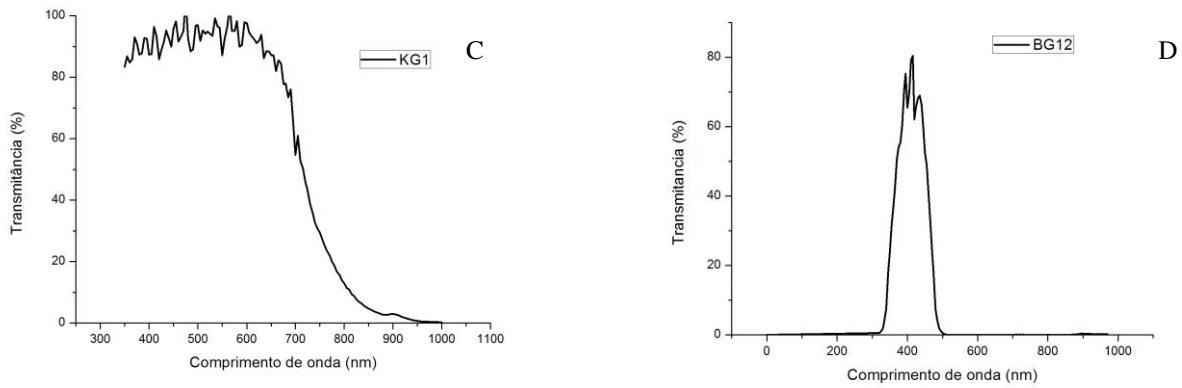 100
80
60
40
20
0
Transmitância (%)
300 400 500 600 700 800 900 1000 1100
Comprimento de onda (nm)
KG1
C
80
60
40
20
0
Transmitancia (%)
0 200 400 600 800 1000
Comprimento de onda (nm)
BG12
D